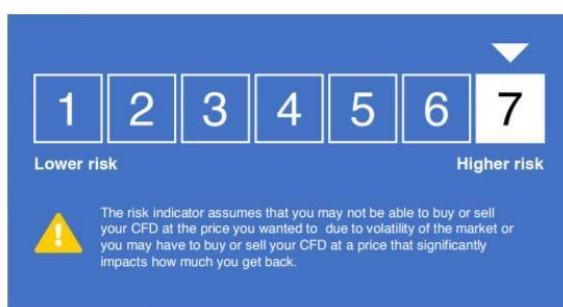 1 2 3 4 5 6 7
Lower risk Higher risk
The risk indicator assumes that you may not be able to buy or sell
your CFD at the price you wanted to due to volatility of the market or
you may have to buy or sell your CFD at a price that significantly
impacts how much you get back.